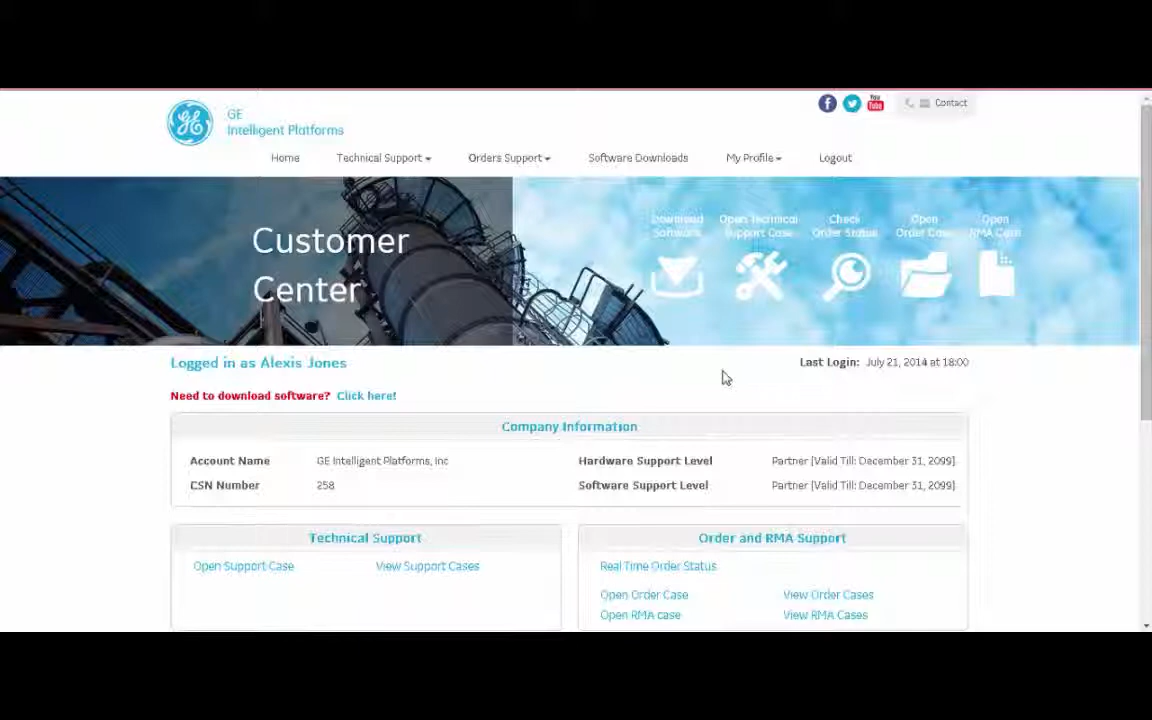 GE
Intelligent Platforms
You
Tube
Contact
Home
Technical Support
Orders Support
Software Downloads
My Profile
Logout
Customer
Center
Download
Software
Open Technical
Support Case
Check
Order Status
Open
Order Case
Open
RMA Case
Logged in as Alexis Jones
Last Login: July 21, 2014 at 18:00
Need to download software? Click here!
Company Information
Account Name GE Intelligent Platforms, Inc
Hardware Support Level Partner [Valid Till: December 31, 2099]
CSN Number 258
Software Support Level Partner [Valid Till: December 31, 2099]
Technical Support
Open Support Case View Support Cases
Order and RMA Support
Real Time Order Status
Open Order Case View Order Cases
Open RMA case View RMA Cases